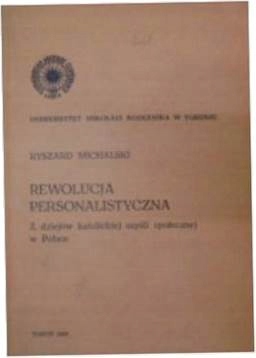 UNIWERSYTET MIKOŁAJA KOPERNIKA W TORUNIU
RYSZARD MICHALSKI
REWOLUCJA
PERSONALISTYCZNA
Z dziejów katolickiej myśli społecznej
w Polsce
TORUŃ